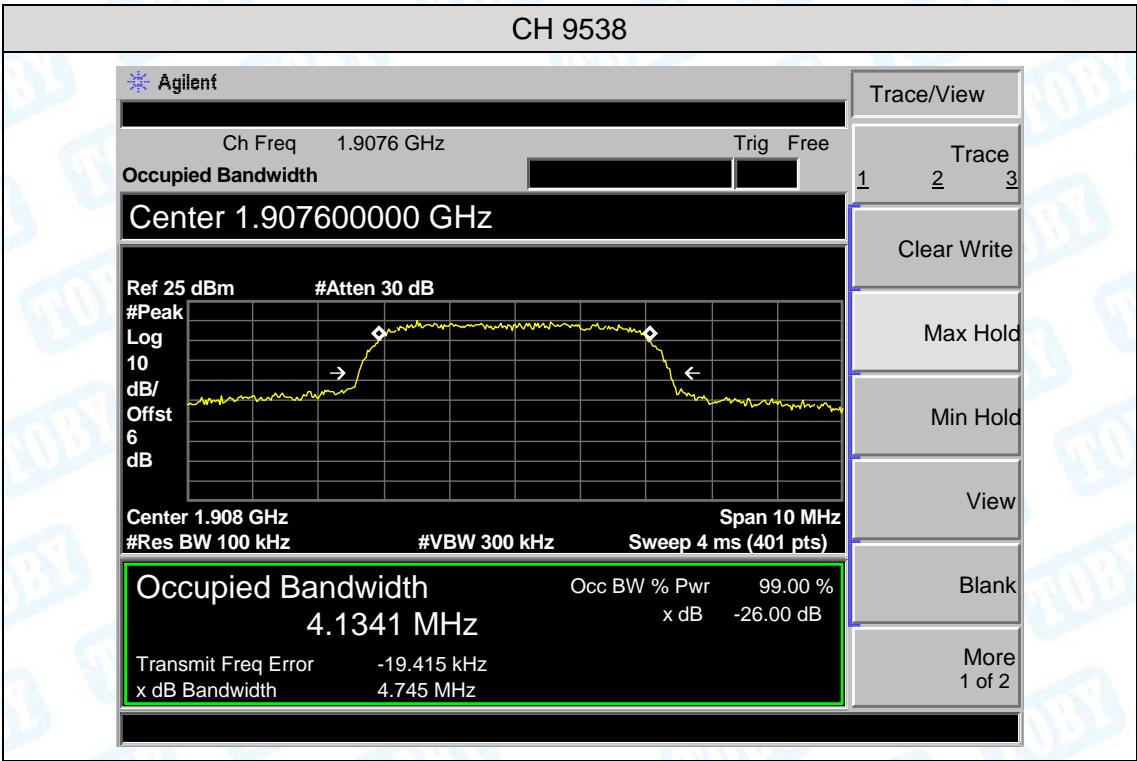 CH 9538
Agilent
Trace/View
Ch Freq 1.9076 GHz Trig Free
Occupied Bandwidth
Trace
1 2 3
Center 1.907600000 GHz
Clear Write
Ref 25 dBm #Atten 30 dB
#Peak
Log
10
dB/
Offst
6
dB
Max Hold
Min Hold
View
Center 1.908 GHz Span 10 MHz
#Res BW 100 kHz #VBW 300 kHz Sweep 4 ms (401 pts)
Occupied Bandwidth Occ BW % Pwr 99.00 %
4.1341 MHz x dB -26.00 dB
Transmit Freq Error -19.415 kHz
x dB Bandwidth 4.745 MHz
Blank
More
1 of 2
TOBY